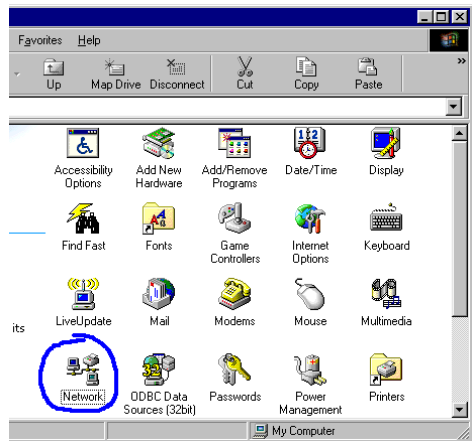 Favorites Help
Up Map Drive Disconnect Cut Copy Paste »
Accessibility Options
Add New Hardware
Add/Remove Programs
Date/Time
Display
Find Fast
Fonts
Game Controllers
Internet Options
Keyboard
its
LiveUpdate
Mail
Modems
Mouse
Multimedia
Network
ODBC Data Sources (32bit)
Passwords
Power Management
Printers
My Computer